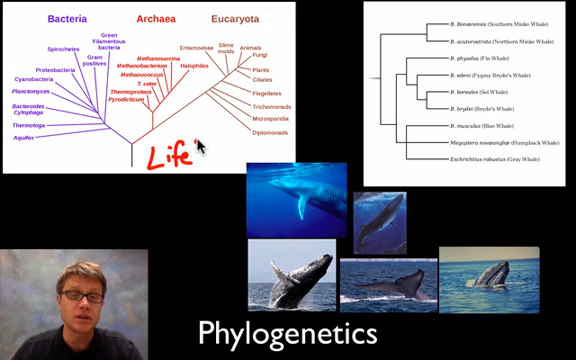 Bacteria
Archaea
Eucaryota
Green
Filamentous
bacteria
Spirochetes
Gram
positives
Proteobacteria
Cyanobacteria
Planctomyces
Bacteroides
Cytophaga
Thermotoga
Aquifex
Methanosarcina
Methanobacterium
Halophiles
Methanococcus
T. celer
Thermoproteus
Pyrodicticum
Entamoebae
Slime
molds
Animals
Fungi
Plants
Ciliates
Flagellates
Trichomonads
Microsporidia
Diplomonads
Life
B. Bonaerensis (Southern Minke Whale)
B. acutorostrata (Northern Minke Whale)
B. physalus (Fin Whale)
B. edeni (Pygmy Bryde's Whale)
B. borealis (Sei Whale)
B. brydei (Bryde's Whale)
B. musculus (Blue Whale)
Megaptera novaeangliae (Humpback Whale)
Eschrichtius robustus (Gray Whale)
Phylogenetics